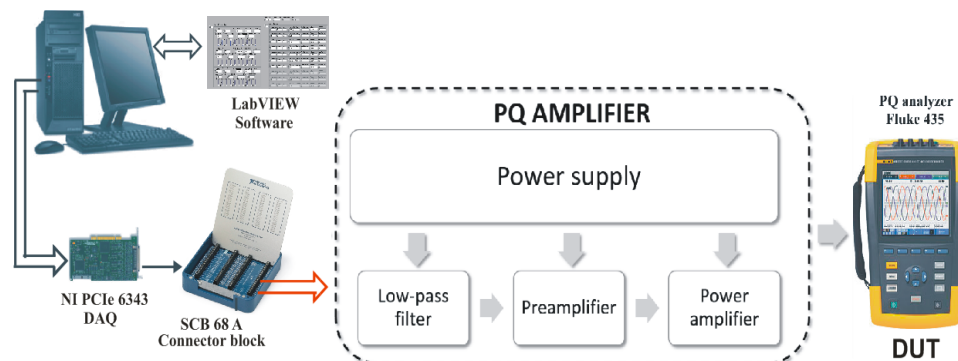 LabVIEW
Software
PQ AMPLIFIER
PQ analyzer
Fluke 435
Power supply
Low-pass
filter
Preamplifier
Power
amplifier
NI PCIe 6343
DAQ
SCB 68 A
Connector block
DUT